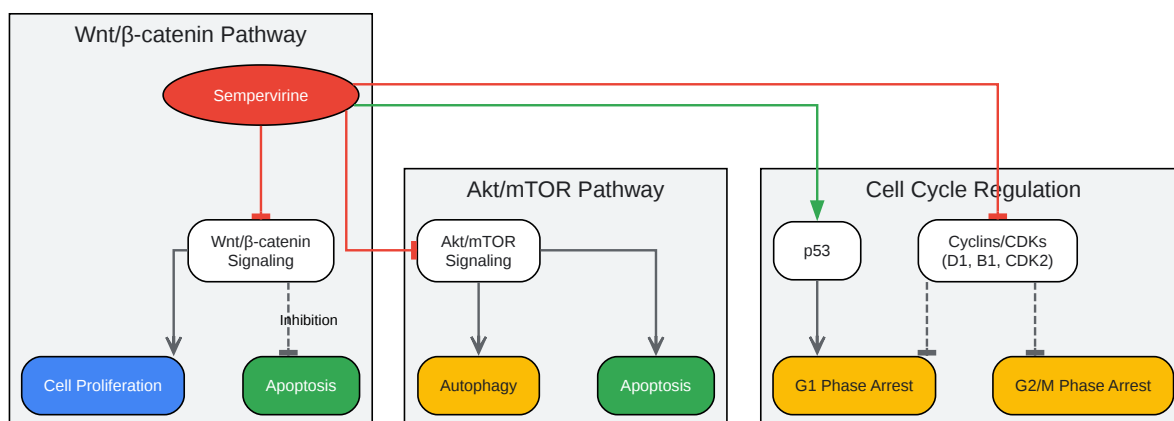 Wnt/β-catenin Pathway
Sempervirine
Akt/mTOR Pathway
Cell Cycle Regulation
Wnt/β-catenin
Signaling
Akt/mTOR
Signaling
p53
Cyclins/CDKs
(D1, B1, CDK2)
Inhibition
Cell Proliferation
Apoptosis
Autophagy
Apoptosis
G1 Phase Arrest
G2/M Phase Arrest